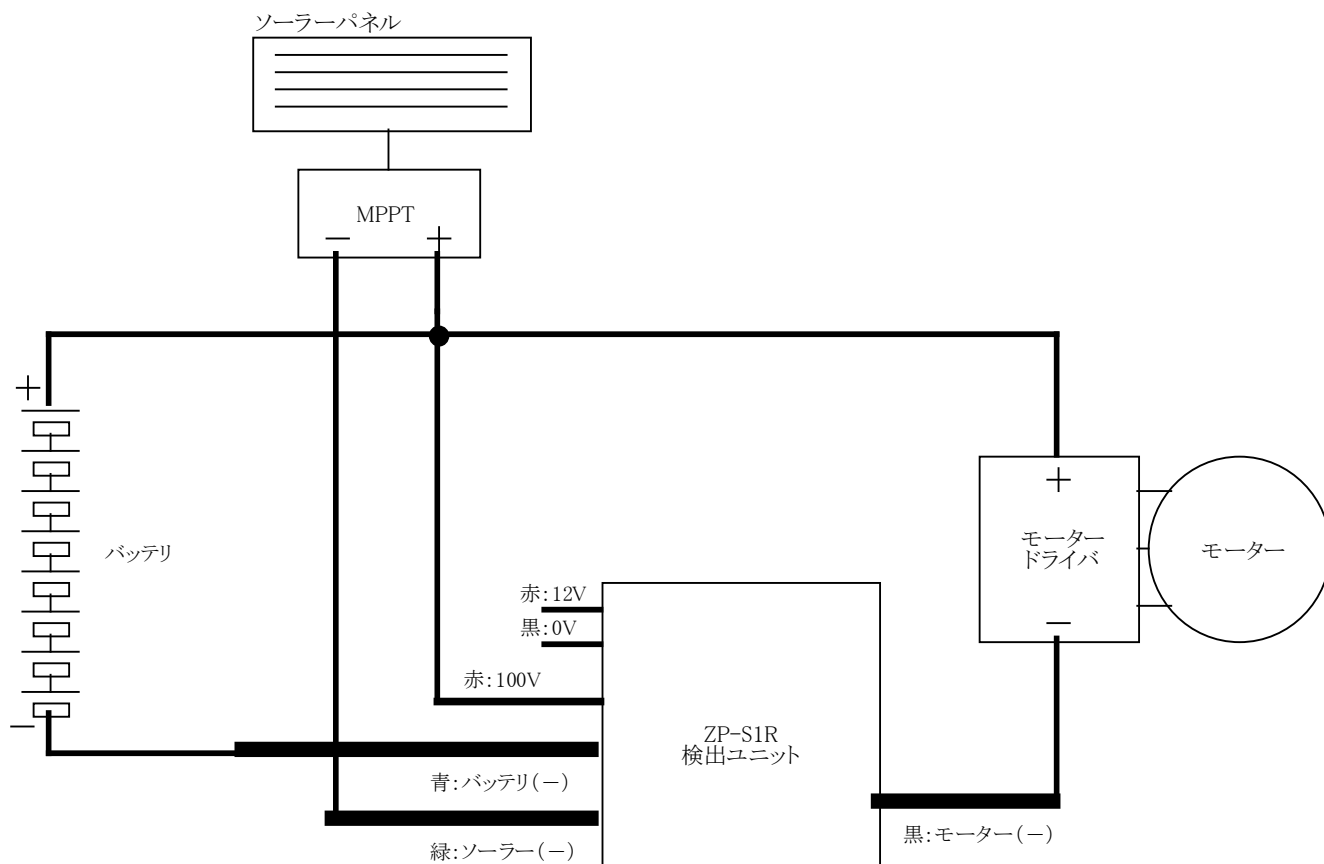 ソーラーパネル
MPPT
− +
+
バッテリ
−
+
モーター
ドライバ
−
モーター
赤:12V
黒:0V
赤:100V
ZP-S1R
検出ユニット
青:バッテリ(−)
緑:ソーラー(−)
黒:モーター(−)